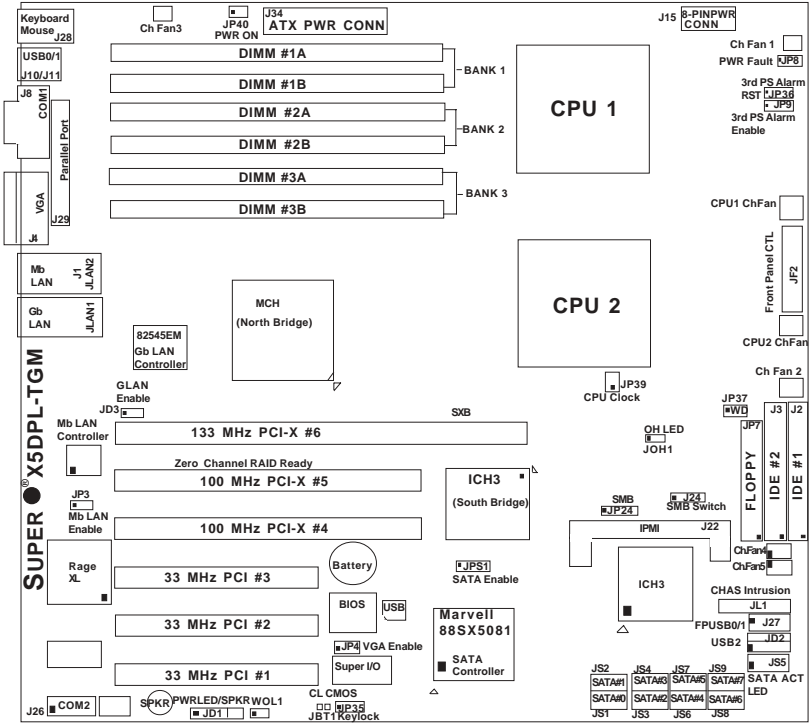 Keyboard
Mouse
J28
USB0/1
J10/J11
J8
COM1
Parallel Port
J29
VGA
J4
Mb
LAN
J1
JLAN2
Gb
LAN
JLAN1
Ch Fan3
JP40
PWR ON
J34
ATX PWR CONN
J15
8-PINPWR
CONN
DIMM #1A
DIMM #1B
BANK 1
DIMM #2A
DIMM #2B
BANK 2
DIMM #3A
DIMM #3B
BANK 3
CPU 1
Ch Fan 1
PWR Fault
JP8
3rd PS Alarm
RST
JP36
JP9
3rd PS Alarm
Enable
CPU1 ChFan
Front Panel CTL
JF2
CPU2 ChFan
Ch Fan 2
MCH
(North Bridge)
CPU 2
JP39
CPU Clock
82545EM
Gb LAN
Controller
GLAN
Enable
JD3
SUPER ® X5DPL-TGM
Mb LAN
Controller
JP3
Mb LAN
Enable
Rage
XL
SXB
133 MHz PCI-X #6
Zero Channel RAID Ready
100 MHz PCI-X #5
100 MHz PCI-X #4
33 MHz PCI #3
33 MHz PCI #2
33 MHz PCI #1
ICH3
(South Bridge)
Battery
JPS1
SATA Enable
BIOS
USB
JP4
VGA Enable
Super I/O
Marvell
88SX5081
SATA
Controller
OH LED
JOH1
JP37
WD
JP7
FLOPPY
J3
IDE #2
J2
IDE #1
SMB
JP24
J24
SMB Switch
IPMI
J22
ICH3
Ch.Fan4
Ch.Fan5
CHAS Intrusion
JL1
FPUSB0/1
J27
USB2
JD2
JS5
SATA ACT
LED
JS2
JS4
JS7
JS9
SATA#1
SATA#3
SATA#5
SATA#7
SATA#0
SATA#2
SATA#4
SATA#6
JS1
JS3
JS6
JS8
J26
COM2
SPKR
PWRLED/SPKR
JD1
WOL1
CL CMOS
JBT1
JP35
Keylock